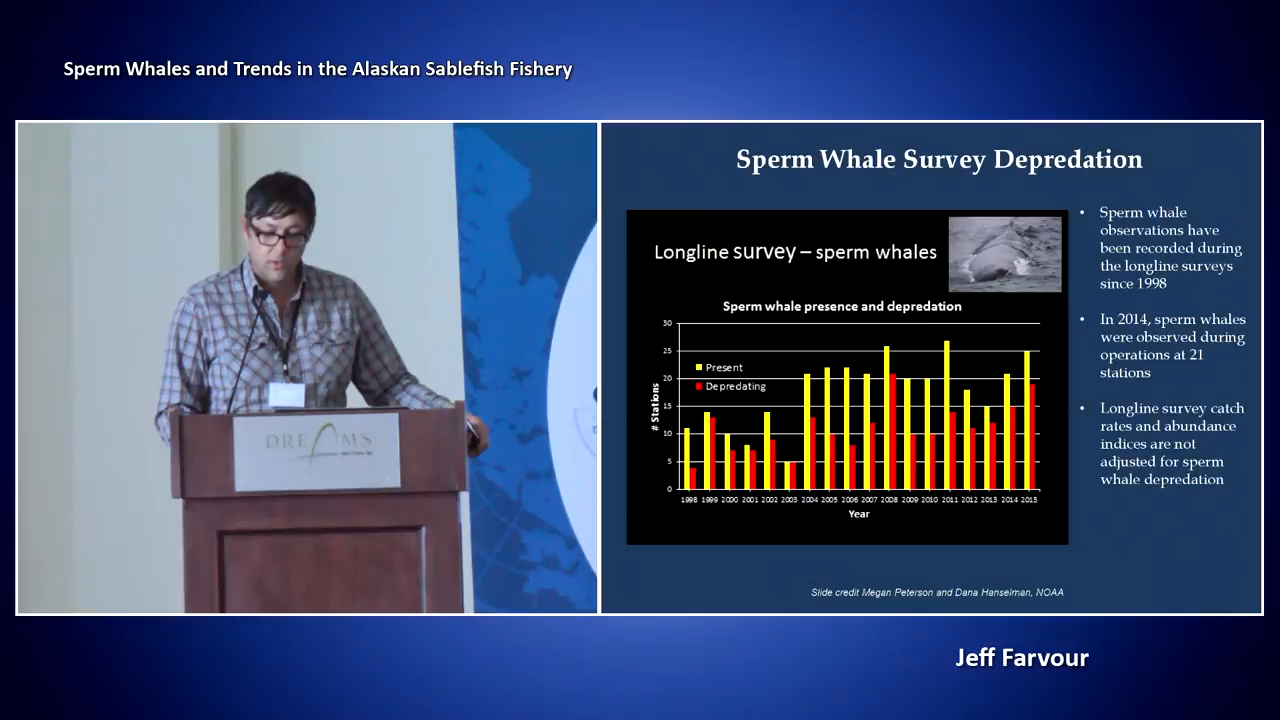 Sperm Whales and Trends in the Alaskan Sablefish Fishery
DREAMS
Sperm Whale Survey Depredation
Longline survey – sperm whales
Sperm whale presence and depredation
30
25
20
15
10
5
0
# Stations
Present
Depredating
1998 1999 2000 2001 2002 2003 2004 2005 2006 2007 2008 2009 2010 2011 2012 2013 2014 2015
Year
• Sperm whale
observations have
been recorded during
the longline surveys
since 1998
• In 2014, sperm whales
were observed during
operations at 21
stations
• Longline survey catch
rates and abundance
indices are not
adjusted for sperm
whale depredation
Slide credit Megan Peterson and Dana Hanselman, NOAA
Jeff Farvour